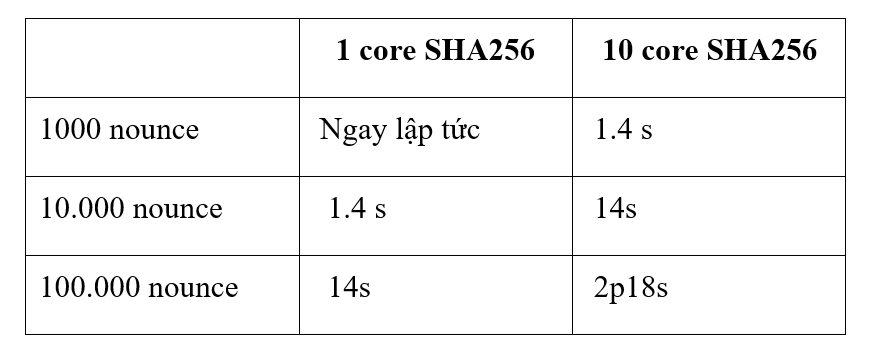 1 core SHA256 10 core SHA256
1000 nounce Ngay lập tức 1.4 s
10.000 nounce 1.4 s 14s
100.000 nounce 14s 2p18s